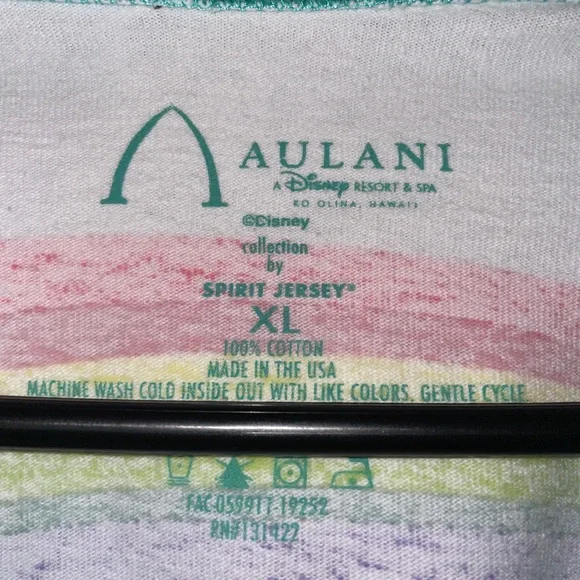 AULANI
A Disney RESORT & SPA
KO OLINA, HAWAI'I
©Disney
collection
by
SPIRIT JERSEY®
XL
100% COTTON
MADE IN THE USA
MACHINE WASH COLD INSIDE OUT WITH LIKE COLORS. GENTLE CYCLE
FAC-059911-19252
RN#131422